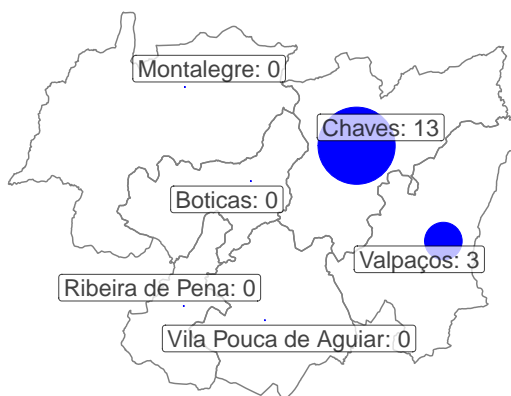 Montalegre: 0
Chaves: 13
Boticas: 0
Valpaços: 3
Ribeira de Pena: 0
Vila Pouca de Aguiar: 0